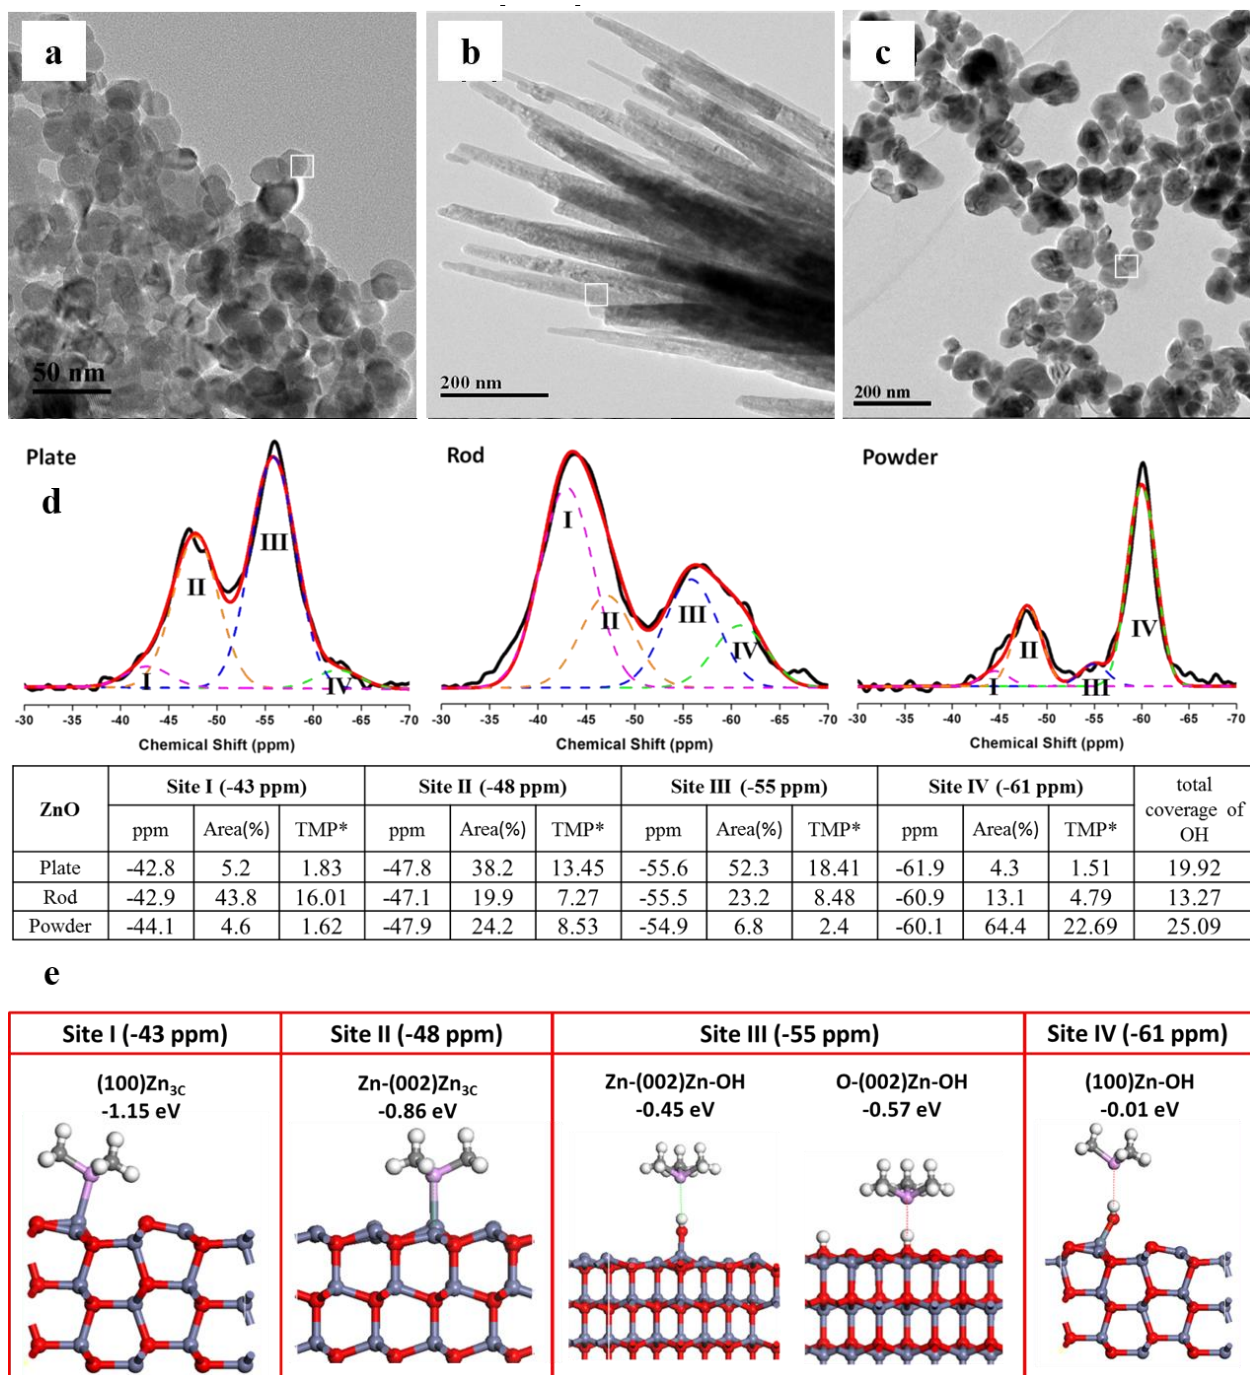 a
b
c
50 nm
200 nm
200 nm
Plate
Rod
Powder
d
I
II
III
IV
-30 -35 -40 -45 -50 -55 -60 -65 -70
Chemical Shift (ppm)
I
II
III
IV
-30 -35 -40 -45 -50 -55 -60 -65 -70
Chemical Shift (ppm)
I
II
III
IV
-30 -35 -40 -45 -50 -55 -60 -65 -70
Chemical Shift (ppm)
ZnO Site I (-43 ppm) Site II (-48 ppm) Site III (-55 ppm) Site IV (-61 ppm) total coverage of OH
ppm Area(%) TMP* ppm Area(%) TMP* ppm Area(%) TMP* ppm Area(%) TMP*
Plate -42.8 5.2 1.83 -47.8 38.2 13.45 -55.6 52.3 18.41 -61.9 4.3 1.51 19.92
Rod -42.9 43.8 16.01 -47.1 19.9 7.27 -55.5 23.2 8.48 -60.9 13.1 4.79 13.27
Powder -44.1 4.6 1.62 -47.9 24.2 8.53 -54.9 6.8 2.4 -60.1 64.4 22.69 25.09
e
Site I (-43 ppm) Site II (-48 ppm) Site III (-55 ppm) Site IV (-61 ppm)
(100)Zn3C Zn-(002)Zn3C Zn-(002)Zn-OH O-(002)Zn-OH (100)Zn-OH
-1.15 eV -0.86 eV -0.45 eV -0.57 eV -0.01 eV